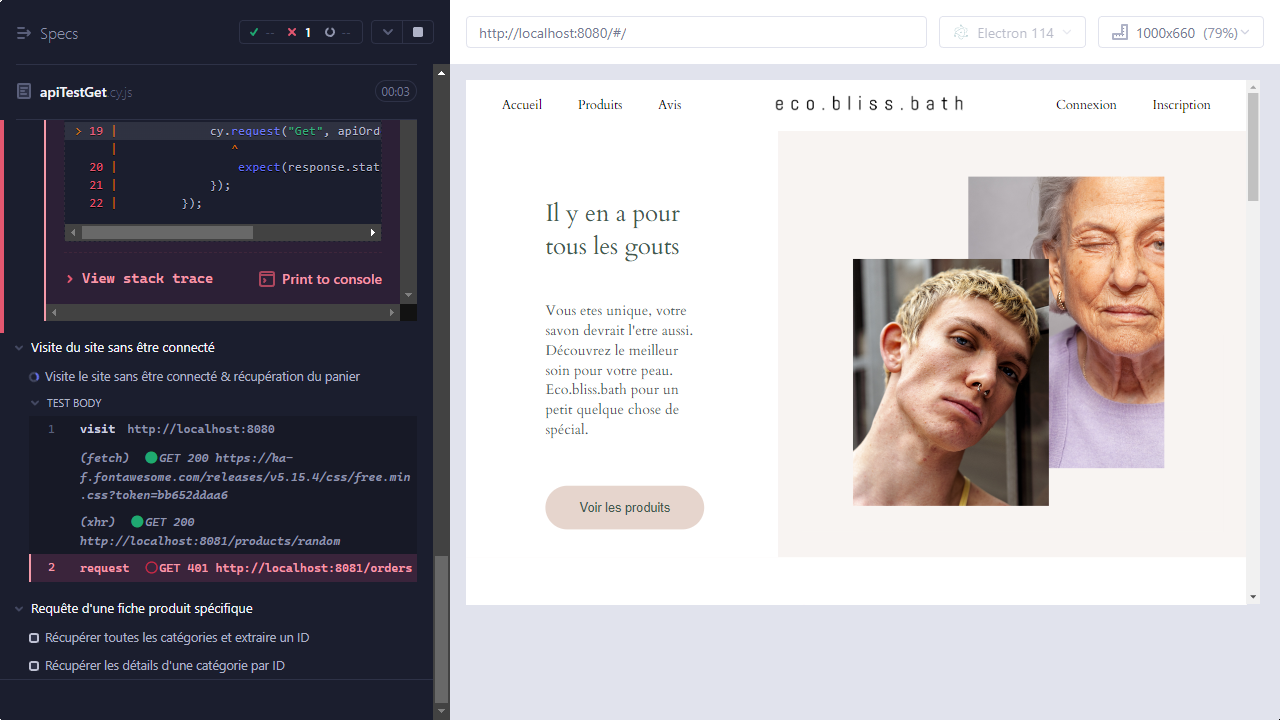 Specs
-- 1 --
apiTestGet.cy.js
00:03
> 19 | cy.request("Get", apiOrd
| ^
20 | expect(response.stat
21 | });
22 | });
View stack trace
Print to console
Visite du site sans être connecté
Visite le site sans être connecté & récupération du panier
TEST BODY
1 visit http://localhost:8080
(fetch) GET 200 https://ka-
f.fontawesome.com/releases/v5.15.4/css/free.min
.css?token=bb652ddaa6
(xhr) GET 200
http://localhost:8081/products/random
2 request GET 401 http://localhost:8081/orders
Requête d'une fiche produit spécifique
Récupérer toutes les catégories et extraire un ID
Récupérer les détails d'une catégorie par ID
http://localhost:8080/#/
Electron 114
1000x660 (79%)
Accueil Produits Avis eco.bliss.bath Connexion Inscription
Il y en a pour
tous les gouts
Vous etes unique, votre
savon devrait l'etre aussi.
Découvrez le meilleur
soin pour votre peau.
Eco.bliss.bath pour un
petit quelque chose de
spécial.
Voir les produits